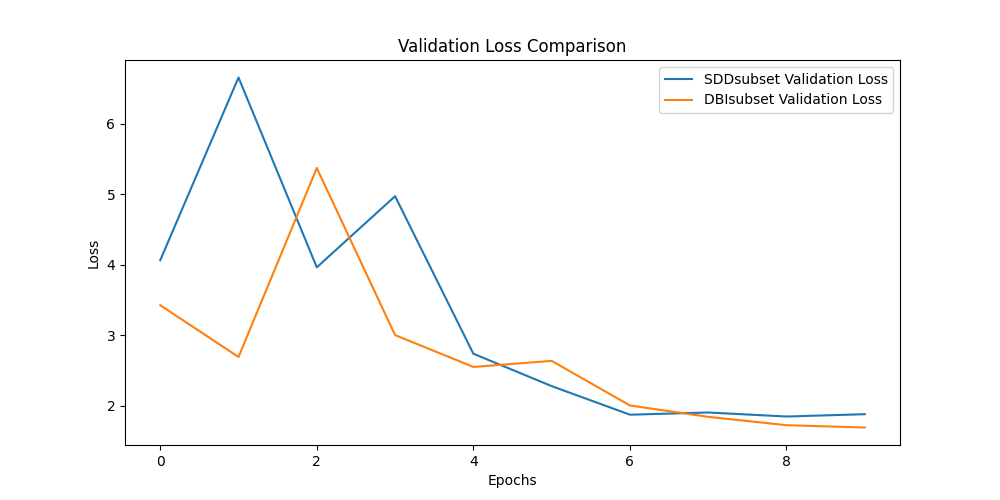 Validation Loss Comparison
SDDsubset Validation Loss
DBIsubset Validation Loss
6
5
4
3
2
Loss
0
2
4
6
8
Epochs